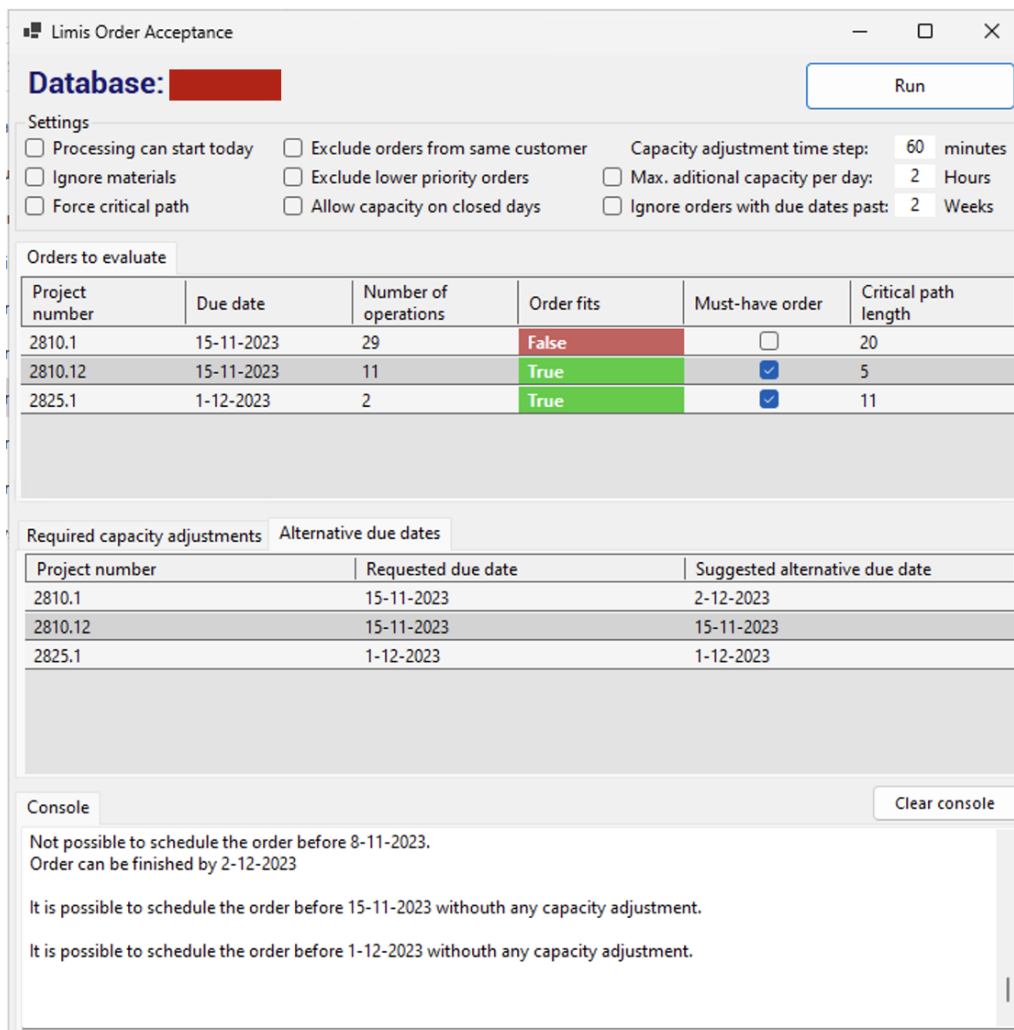 Limis Order Acceptance
Database:
Run
Settings
Processing can start today
Exclude orders from same customer
Capacity adjustment time step: 60 minutes
Ignore materials
Exclude lower priority orders
Max. aditional capacity per day: 2 Hours
Force critical path
Allow capacity on closed days
Ignore orders with due dates past: 2 Weeks
Orders to evaluate
Project number Due date Number of operations Order fits Must-have order Critical path length
2810.1 15-11-2023 29 False 20
2810.12 15-11-2023 11 True 5
2825.1 1-12-2023 2 True 11
Required capacity adjustments Alternative due dates
Project number Requested due date Suggested alternative due date
2810.1 15-11-2023 2-12-2023
2810.12 15-11-2023 15-11-2023
2825.1 1-12-2023 1-12-2023
Console
Clear console
Not possible to schedule the order before 8-11-2023.
Order can be finished by 2-12-2023
It is possible to schedule the order before 15-11-2023 withouth any capacity adjustment.
It is possible to schedule the order before 1-12-2023 withouth any capacity adjustment.